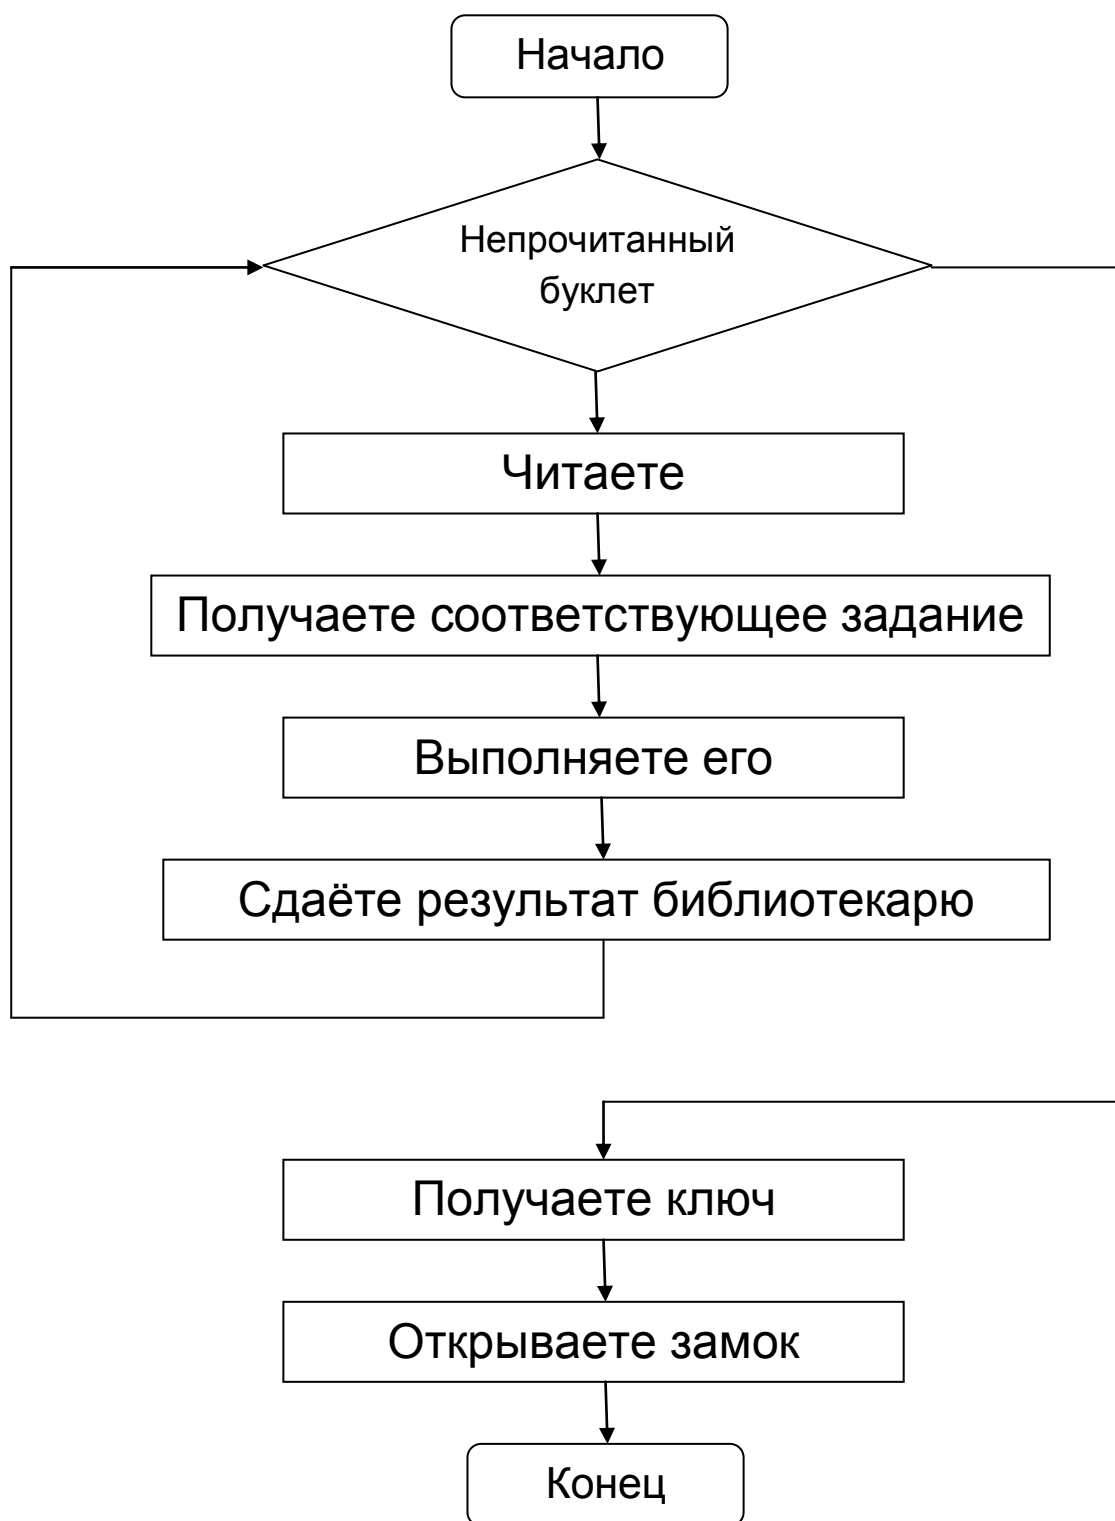 Начало
Непрочитанный
буклет
Читаете
Получаете соответствующее задание
Выполняете его
Сдаёте результат библиотекарю
Получаете ключ
Открываете замок
Конец